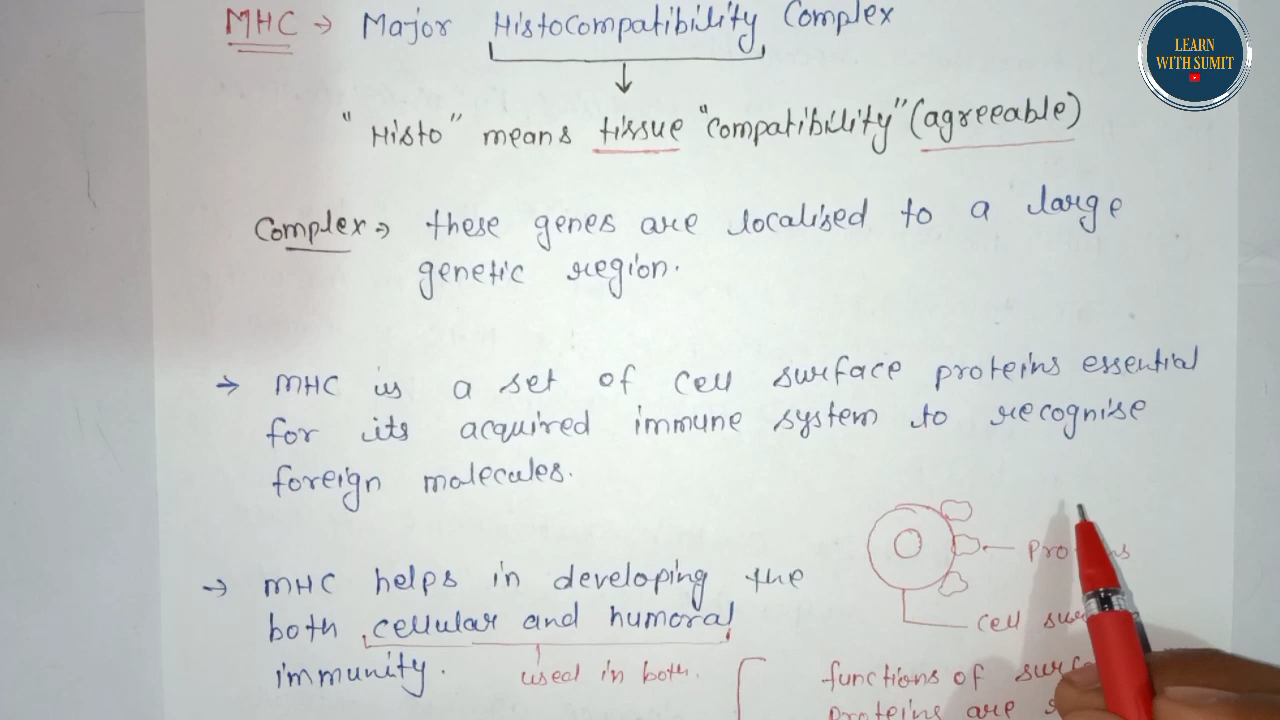 MHC → Major Histocompatibility Complex
LEARN
WITH SUMIT
"Histo" means tissue "compatibility" (agreeable)
Complex → these genes are localised to a large
genetic region.
→ MHC is a set of cell surface proteins essential
for its acquired immune system to recognise
foreign molecules.
→ MHC helps in developing the
both cellular and humoral
immunity.
used in both.
cell
functions of
Proteins are